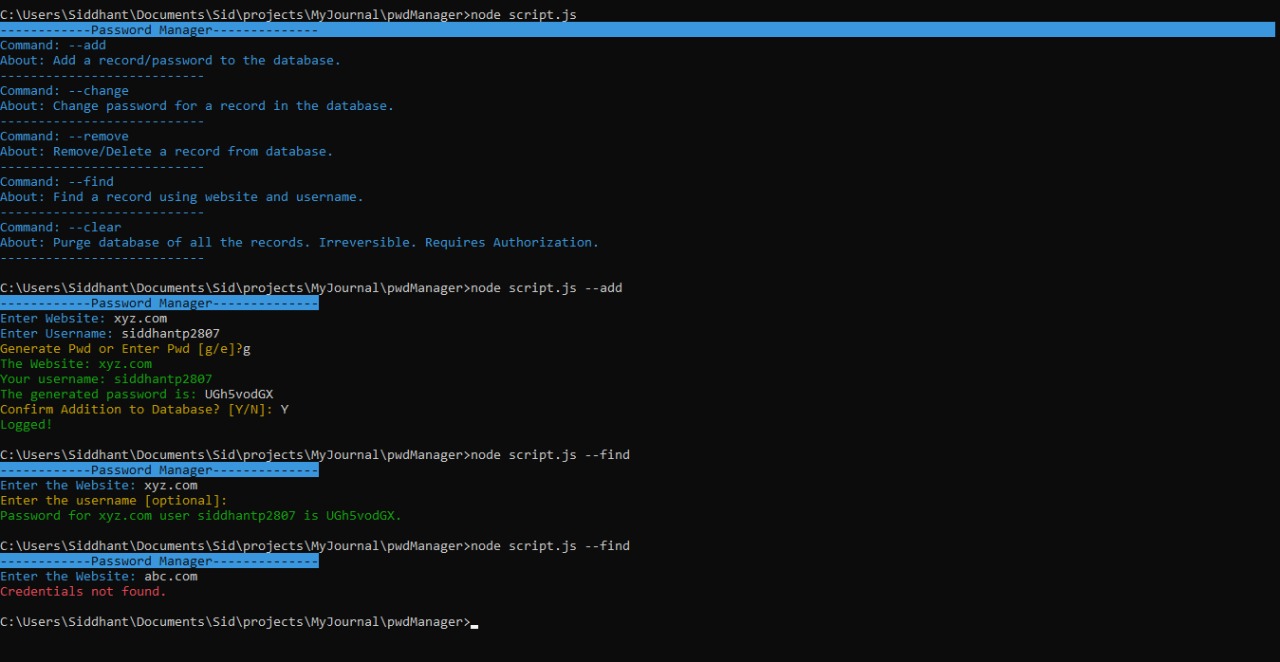 C:\Users\Siddhant\Documents\Sid\projects\MyJournal\pwdManager>node script.js
------------Password Manager--------------
Command: --add
About: Add a record/password to the database.
---------------------------
Command: --change
About: Change password for a record in the database.
---------------------------
Command: --remove
About: Remove/Delete a record from database.
---------------------------
Command: --find
About: Find a record using website and username.
---------------------------
Command: --clear
About: Purge database of all the records. Irreversible. Requires Authorization.
---------------------------
C:\Users\Siddhant\Documents\Sid\projects\MyJournal\pwdManager>node script.js --add
------------Password Manager--------------
Enter Website: xyz.com
Enter Username: siddhantp2807
Generate Pwd or Enter Pwd [g/e]?g
The Website: xyz.com
Your username: siddhantp2807
The generated password is: UGh5vodGX
Confirm Addition to Database? [Y/N]: Y
Logged!
C:\Users\Siddhant\Documents\Sid\projects\MyJournal\pwdManager>node script.js --find
------------Password Manager--------------
Enter the Website: xyz.com
Enter the username [optional]:
Password for xyz.com user siddhantp2807 is UGh5vodGX.
C:\Users\Siddhant\Documents\Sid\projects\MyJournal\pwdManager>node script.js --find
------------Password Manager--------------
Enter the Website: abc.com
Credentials not found.
C:\Users\Siddhant\Documents\Sid\projects\MyJournal\pwdManager>